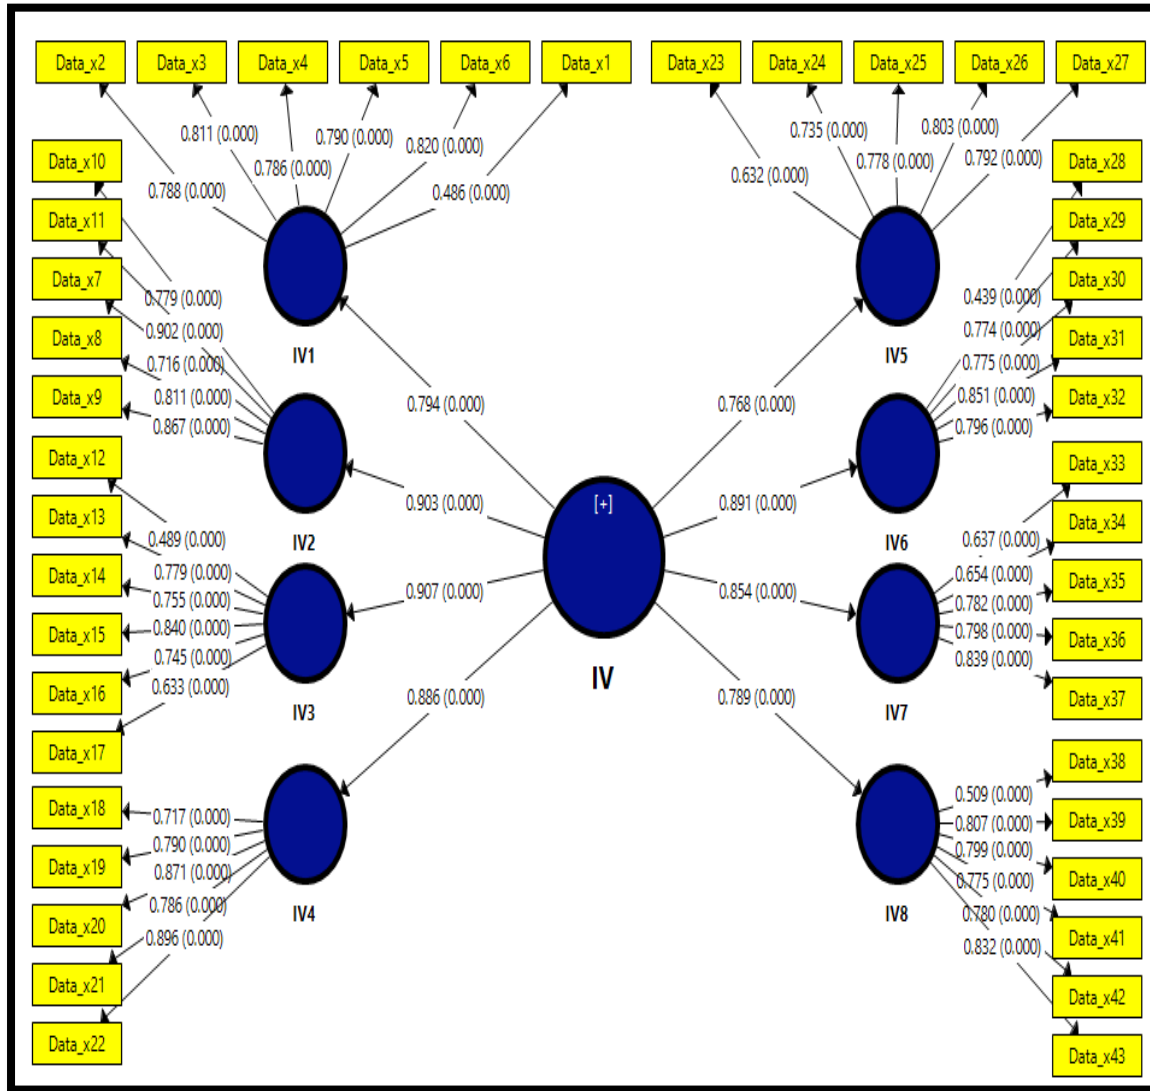 Data_x2 Data_x3 Data_x4 Data_x5 Data_x6 Data_x1 Data_x23 Data_x24 Data_x25 Data_x26 Data_x27
0.788 (0.000)
0.811 (0.000)
0.786 (0.000)
0.790 (0.000)
0.820 (0.000)
0.486 (0.000)
IV1
0.632 (0.000)
0.735 (0.000)
0.778 (0.000)
0.803 (0.000)
0.792 (0.000)
IV5
Data_x10
Data_x11
Data_x7
Data_x8
Data_x9
0.779 (0.000)
0.902 (0.000)
0.716 (0.000)
0.811 (0.000)
0.867 (0.000)
IV2
Data_x12
Data_x13
Data_x14
Data_x15
Data_x16
Data_x17
0.489 (0.000)
0.779 (0.000)
0.755 (0.000)
0.840 (0.000)
0.745 (0.000)
0.633 (0.000)
IV3
Data_x18
Data_x19
Data_x20
Data_x21
Data_x22
0.717 (0.000)
0.790 (0.000)
0.871 (0.000)
0.786 (0.000)
0.896 (0.000)
IV4
0.794 (0.000)
0.903 (0.000)
0.907 (0.000)
0.886 (0.000)
[+]
IV
0.768 (0.000)
0.891 (0.000)
0.854 (0.000)
0.789 (0.000)
Data_x28
Data_x29
Data_x30
Data_x31
Data_x32
0.439 (0.000)
0.774 (0.000)
0.775 (0.000)
0.851 (0.000)
0.796 (0.000)
IV6
Data_x33
Data_x34
Data_x35
Data_x36
Data_x37
0.637 (0.000)
0.654 (0.000)
0.782 (0.000)
0.798 (0.000)
0.839 (0.000)
IV7
Data_x38
Data_x39
Data_x40
Data_x41
Data_x42
Data_x43
0.509 (0.000)
0.807 (0.000)
0.799 (0.000)
0.775 (0.000)
0.780 (0.000)
0.832 (0.000)
IV8